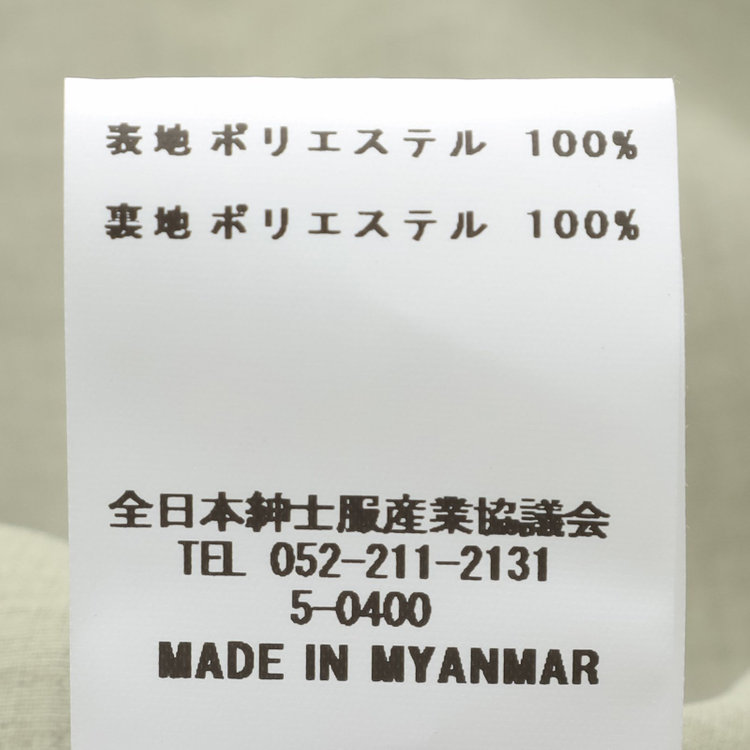 表地 ポリエステル 100%
裏地 ポリエステル 100%
全日本紳士服産業協議会
TEL 052-211-2131
5-0400
MADE IN MYANMAR